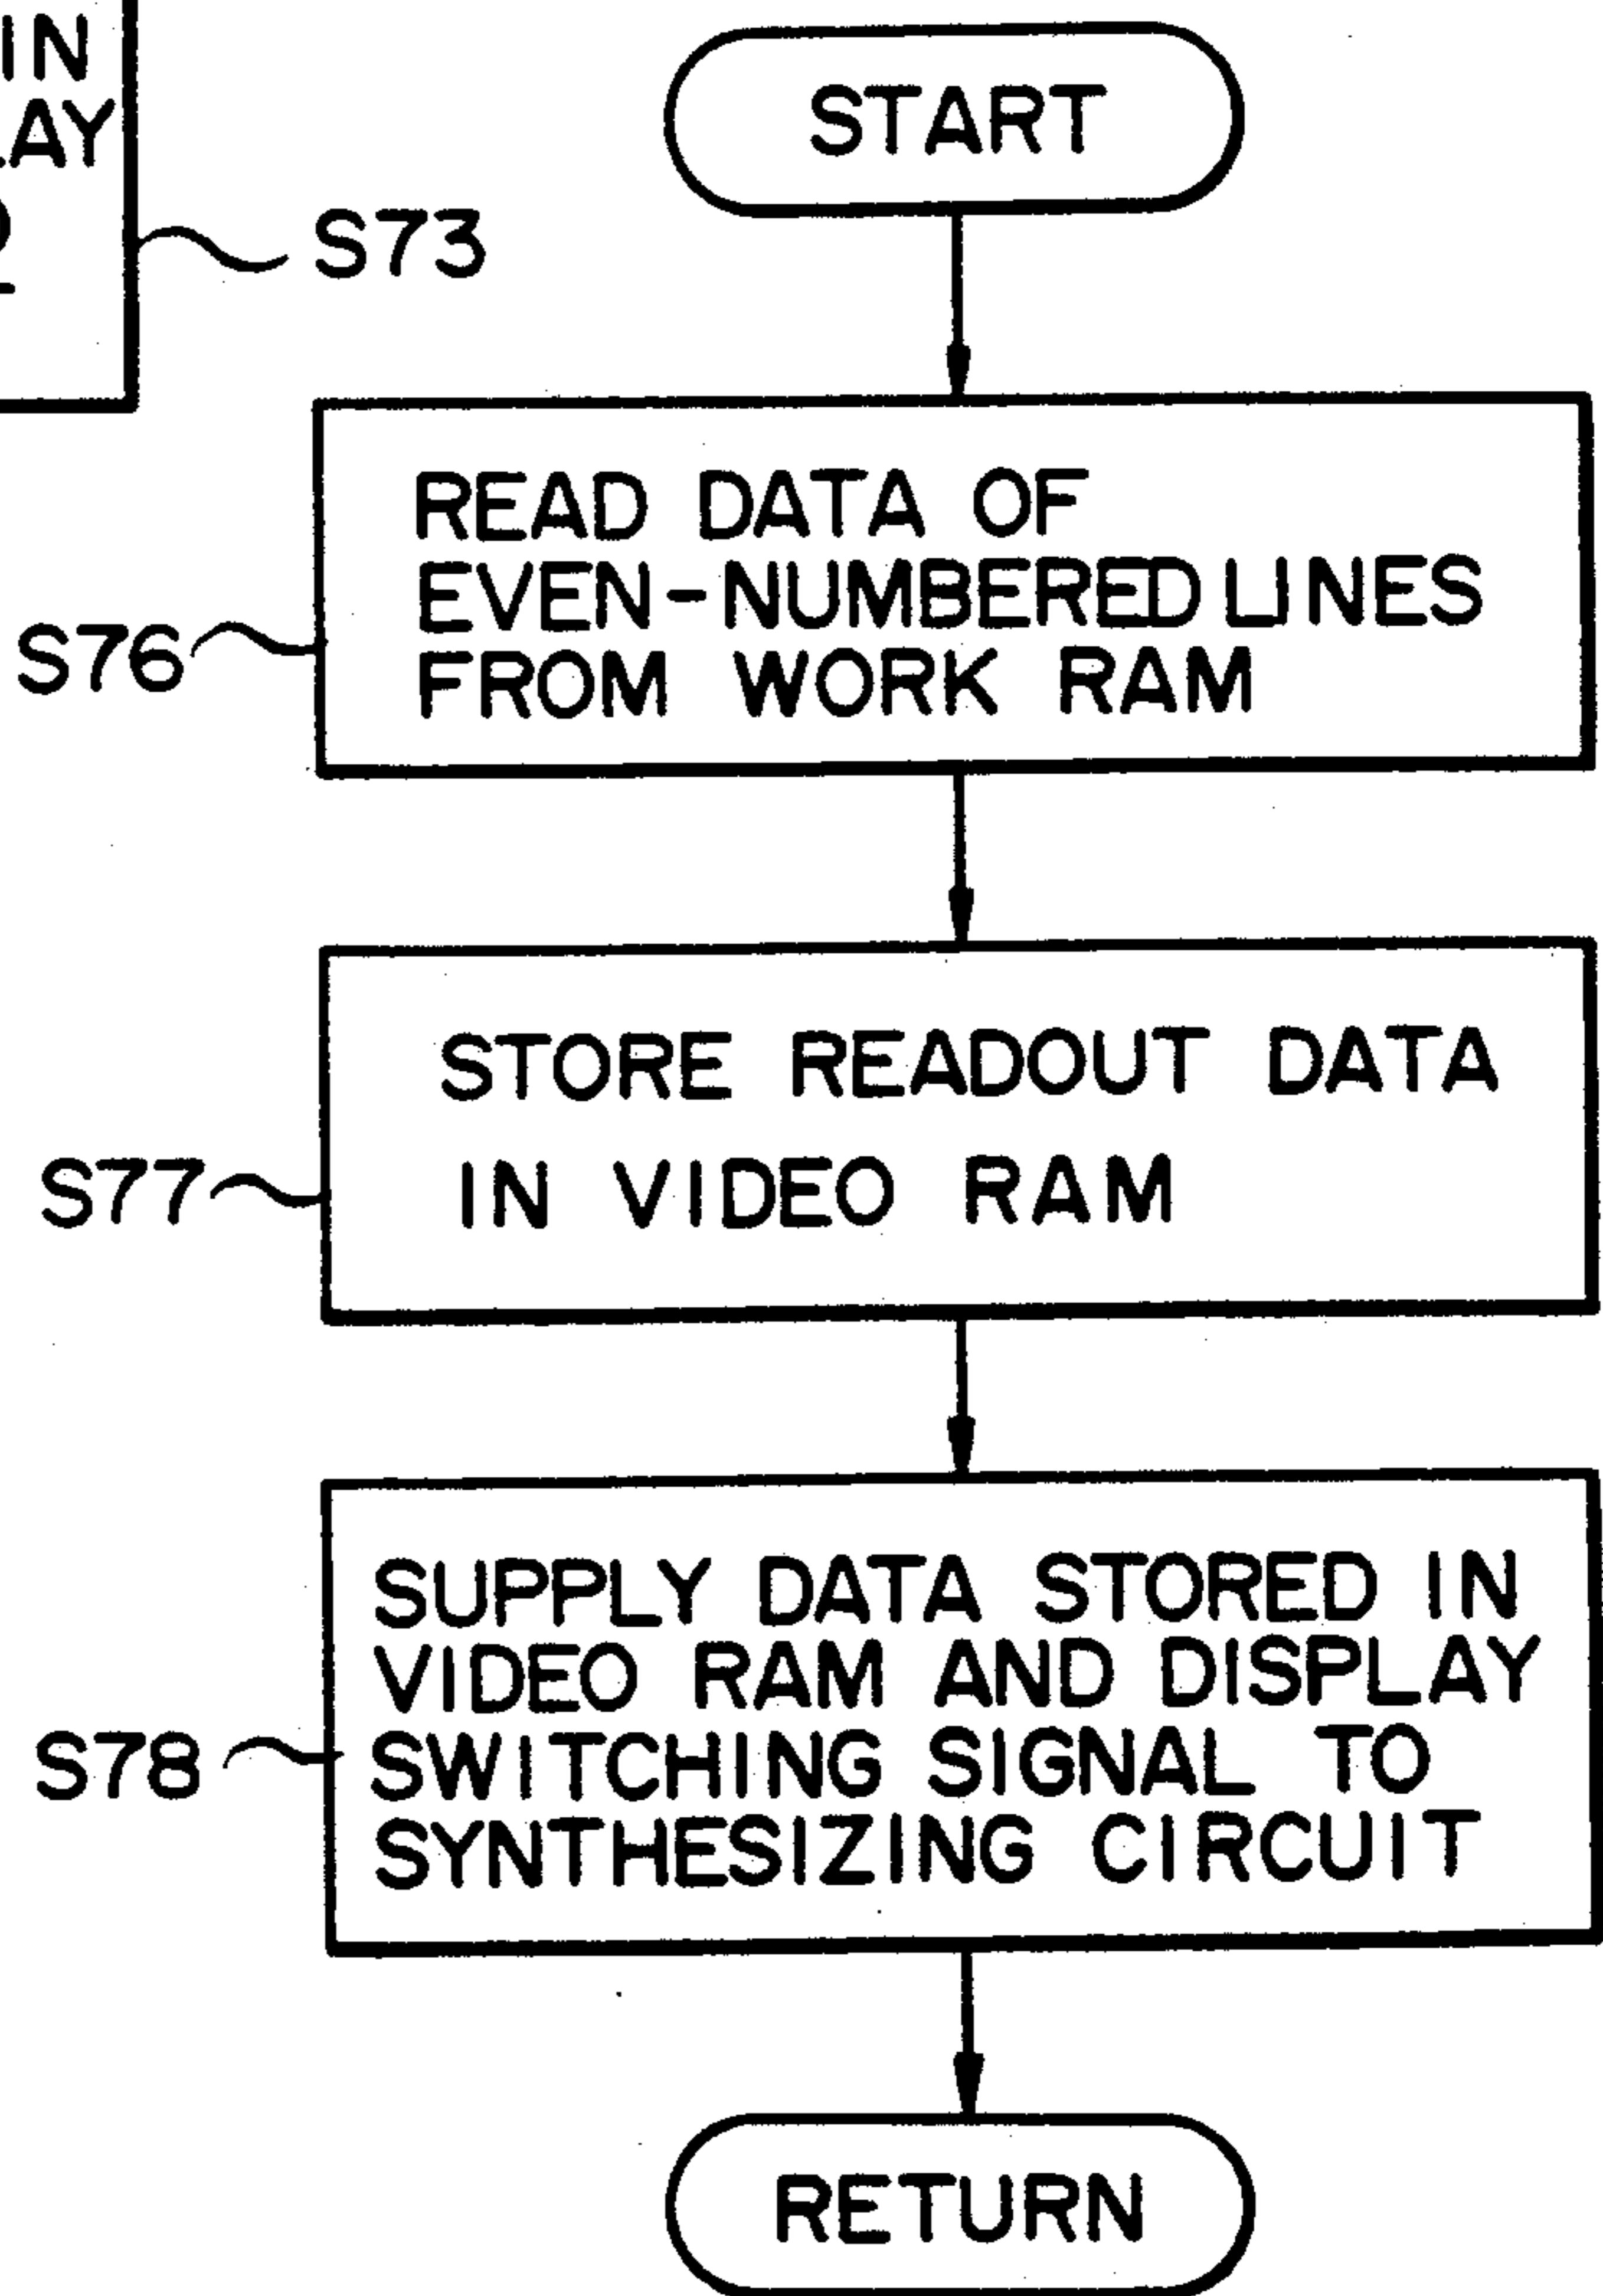 IN
S73
START
READ DATA OF
EVEN-NUMBERED LINES
FROM WORK RAM
S76
STORE READOUT DATA
IN VIDEO RAM
S77
SUPPLY DATA STORED IN
VIDEO RAM AND DISPLAY
SWITCHING SIGNAL TO
SYNTHESIZING CIRCUIT
S78
RETURN